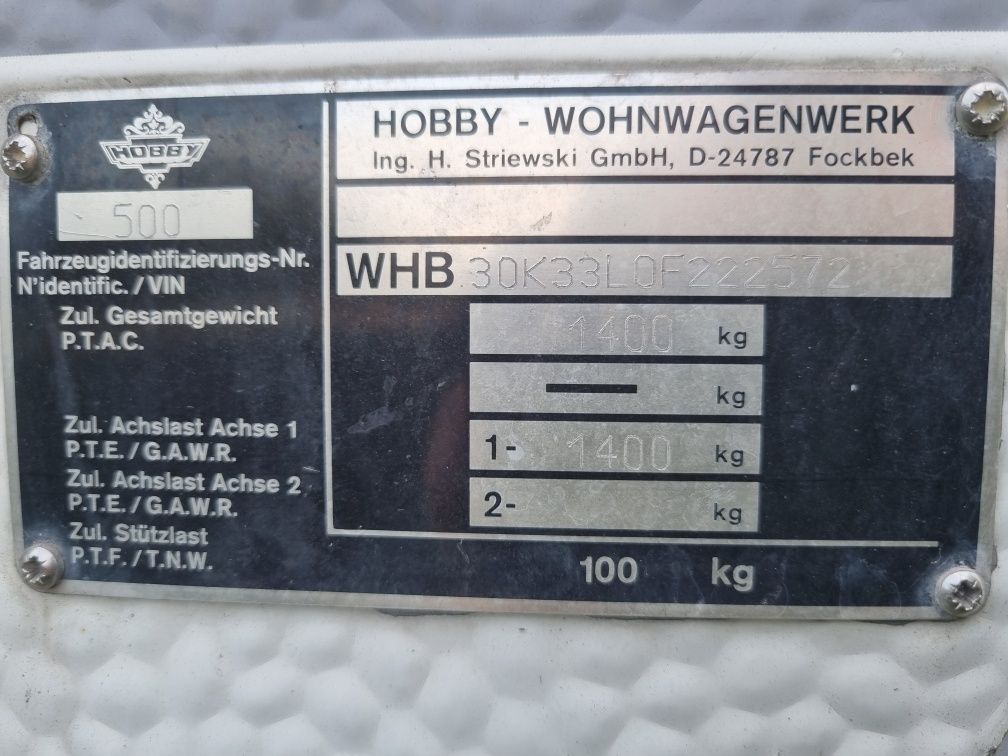 HOBBY
500
Fahrzeugidentifizierungs-Nr.
N'identific. / VIN
Zul. Gesamtgewicht
P.T.A.C.
Zul. Achslast Achse 1
P.T.E. / G.A.W.R.
Zul. Achslast Achse 2
P.T.E. / G.A.W.R.
Zul. Stützlast
P.T.F. / T.N.W.
HOBBY - WOHNWAGENWERK
Ing. H. Striewski GmbH, D-24787 Fockbek
WHB 30K33L0F222572
1400 kg
— kg
1- 1400 kg
2- kg
100 kg